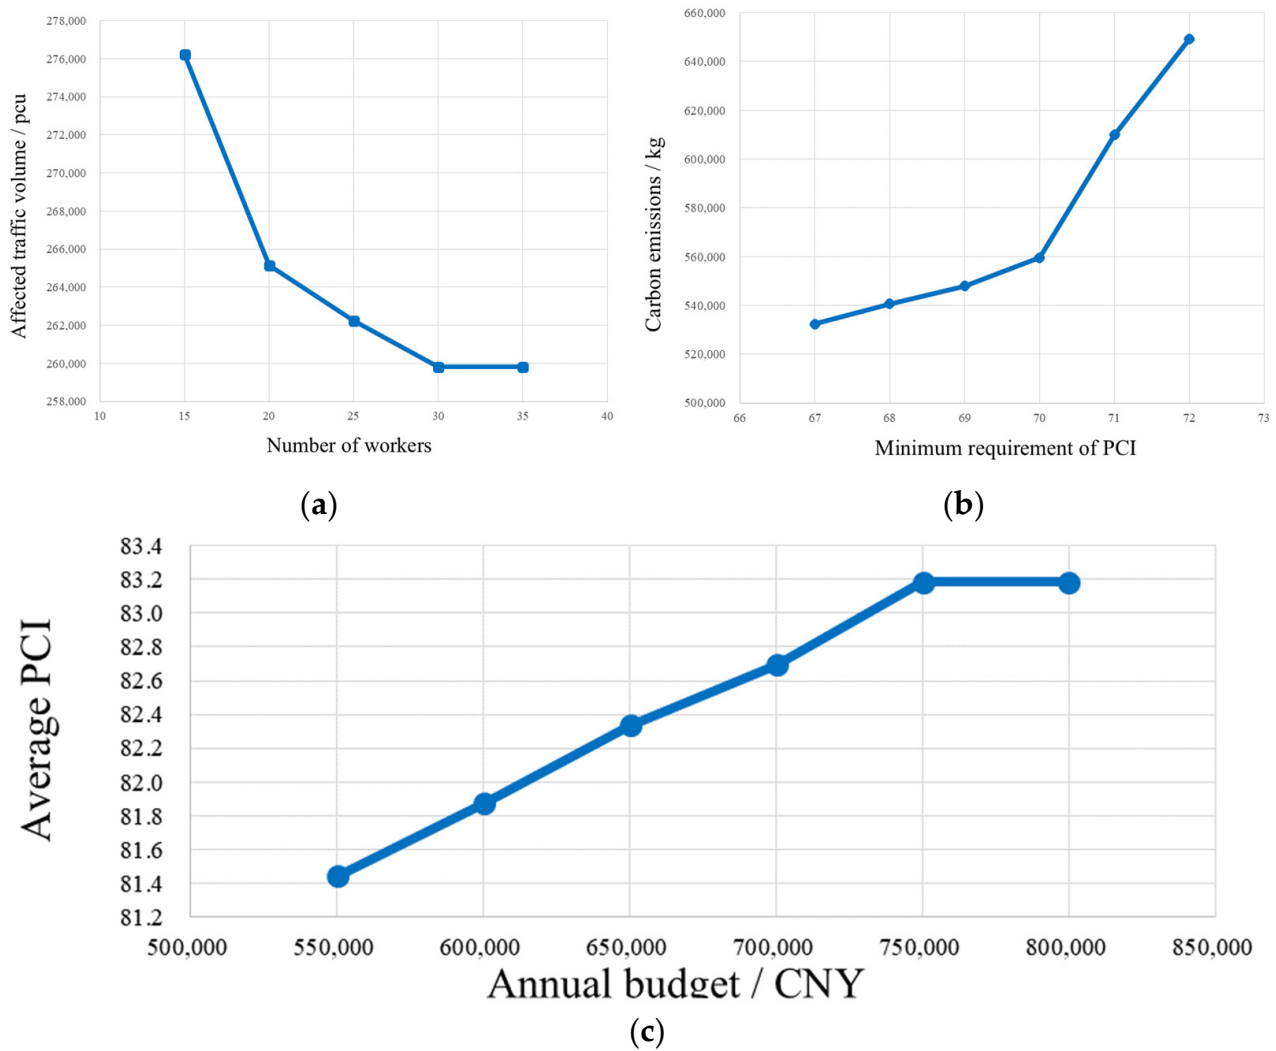 278,000
276,000
274,000
272,000
270,000
268,000
266,000
264,000
262,000
260,000
258,000
10 15 20 25 30 35 40
Affected traffic volume / pcu
Number of workers
(a)
660,000
640,000
620,000
600,000
580,000
560,000
540,000
520,000
500,000
66 67 68 69 70 71 72 73
Carbon emissions / kg
Minimum requirement of PCI
(b)
83.4
83.2
83.0
82.8
82.6
82.4
82.2
82.0
81.8
81.6
81.4
81.2
500,000 550,000 600,000 650,000 700,000 750,000 800,000 850,000
Average PCI
Annual budget / CNY
(c)